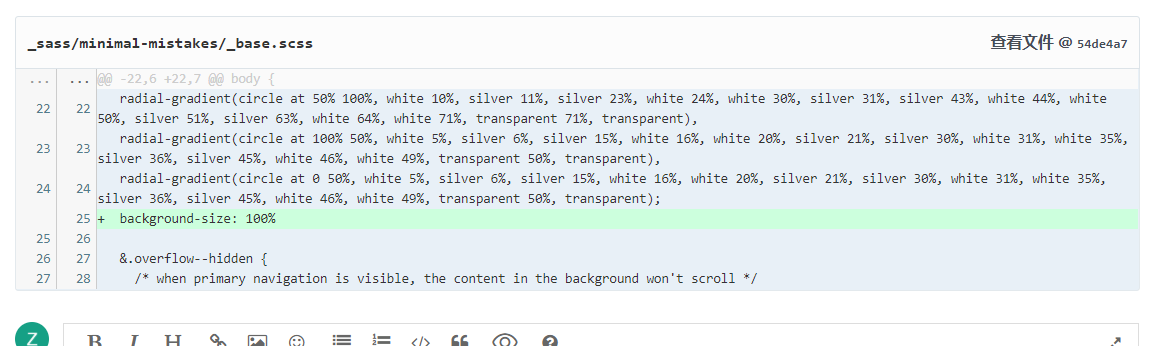 _sass/minimal-mistakes/_base.scss 查看文件 @ 54de4a7
... ... @@ -22,6 +22,7 @@ body {
22 22 radial-gradient(circle at 50% 100%, white 10%, silver 11%, silver 23%, white 24%, white 30%, silver 31%, silver 43%, white 44%, white
50%, silver 51%, silver 63%, white 64%, white 71%, transparent 71%, transparent),
23 23 radial-gradient(circle at 100% 50%, white 5%, silver 6%, silver 15%, white 16%, white 20%, silver 21%, silver 30%, white 31%, white 35%,
silver 36%, silver 45%, white 46%, white 49%, transparent 50%, transparent),
24 24 radial-gradient(circle at 0 50%, white 5%, silver 6%, silver 15%, white 16%, white 20%, silver 21%, silver 30%, white 31%, white 35%,
silver 36%, silver 45%, white 46%, white 49%, transparent 50%, transparent);
25 + background-size: 100%
25 26
26 27 &.overflow--hidden {
27 28 /* when primary navigation is visible, the content in the background won't scroll */
Z B I H